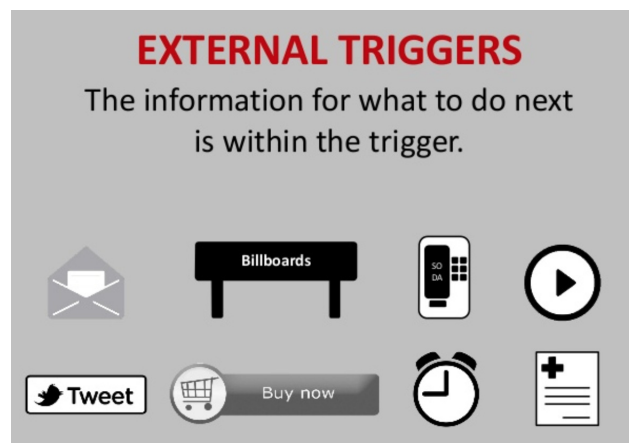 EXTERNAL TRIGGERS
The information for what to do next
is within the trigger.
Billboards
SO
DA
Tweet
Buy now